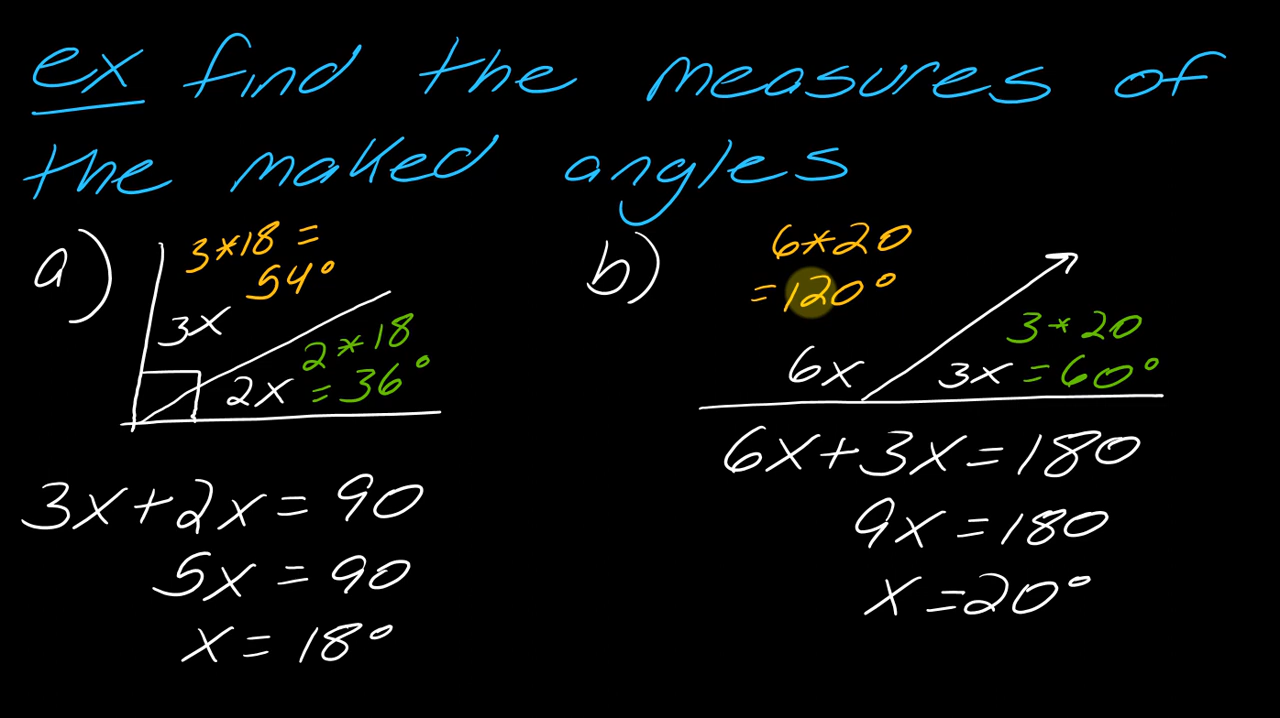 ex find the measures of
the maked angles
a)
3*18 =
54°
3x
2*18
2x = 36°
3x+2x = 90
5x = 90
x = 18°
b)
6*20
= 120°
3*20
6x 3x = 60°
6x+3x = 180
9x = 180
x = 20°